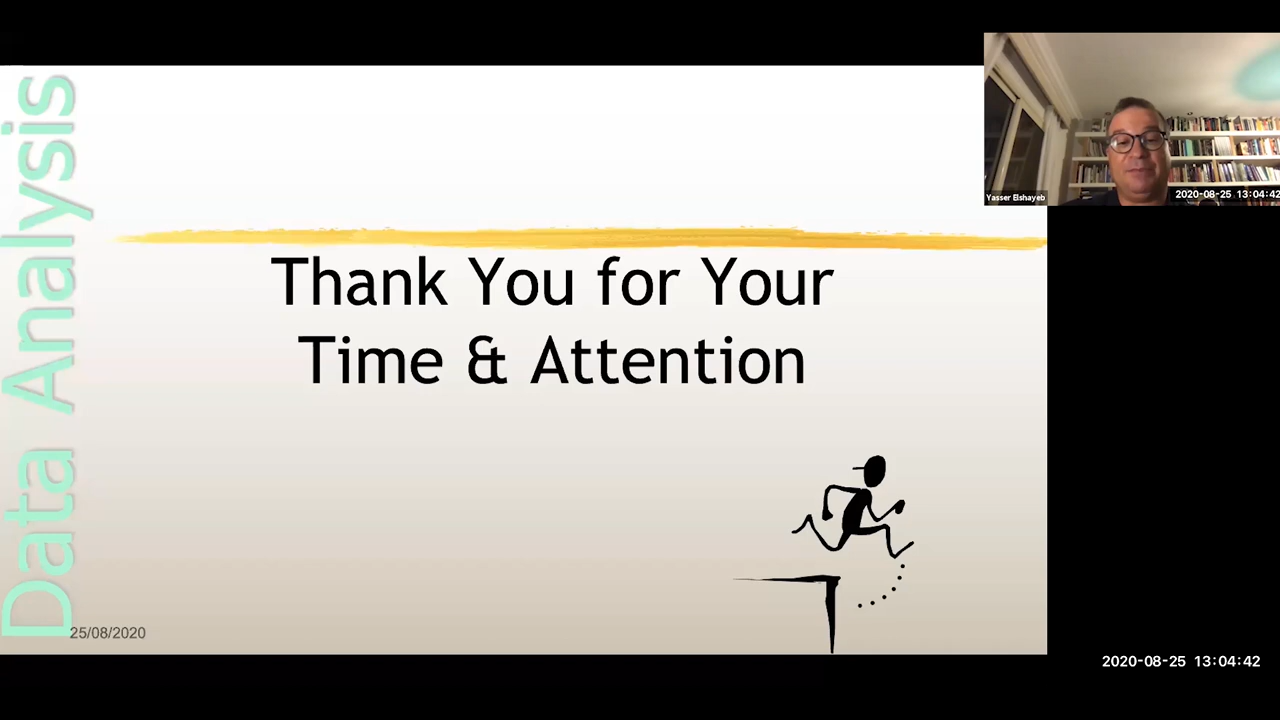 Data Analysis
Thank You for Your
Time & Attention
25/08/2020
Yasser Elshayeb
2020-08-25 13:04:42
2020-08-25 13:04:42